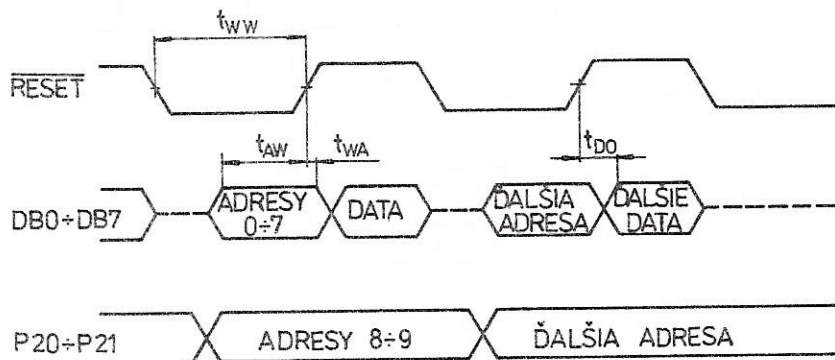 tWW
RESET
tAW
tWA
tDO
DB0÷DB7
ADRESY
0÷7
DATA
ĎALŠIA
ADRESA
ĎALŠIE
DATA
P20÷P21
ADRESY 8÷9
ĎALŠIA ADRESA